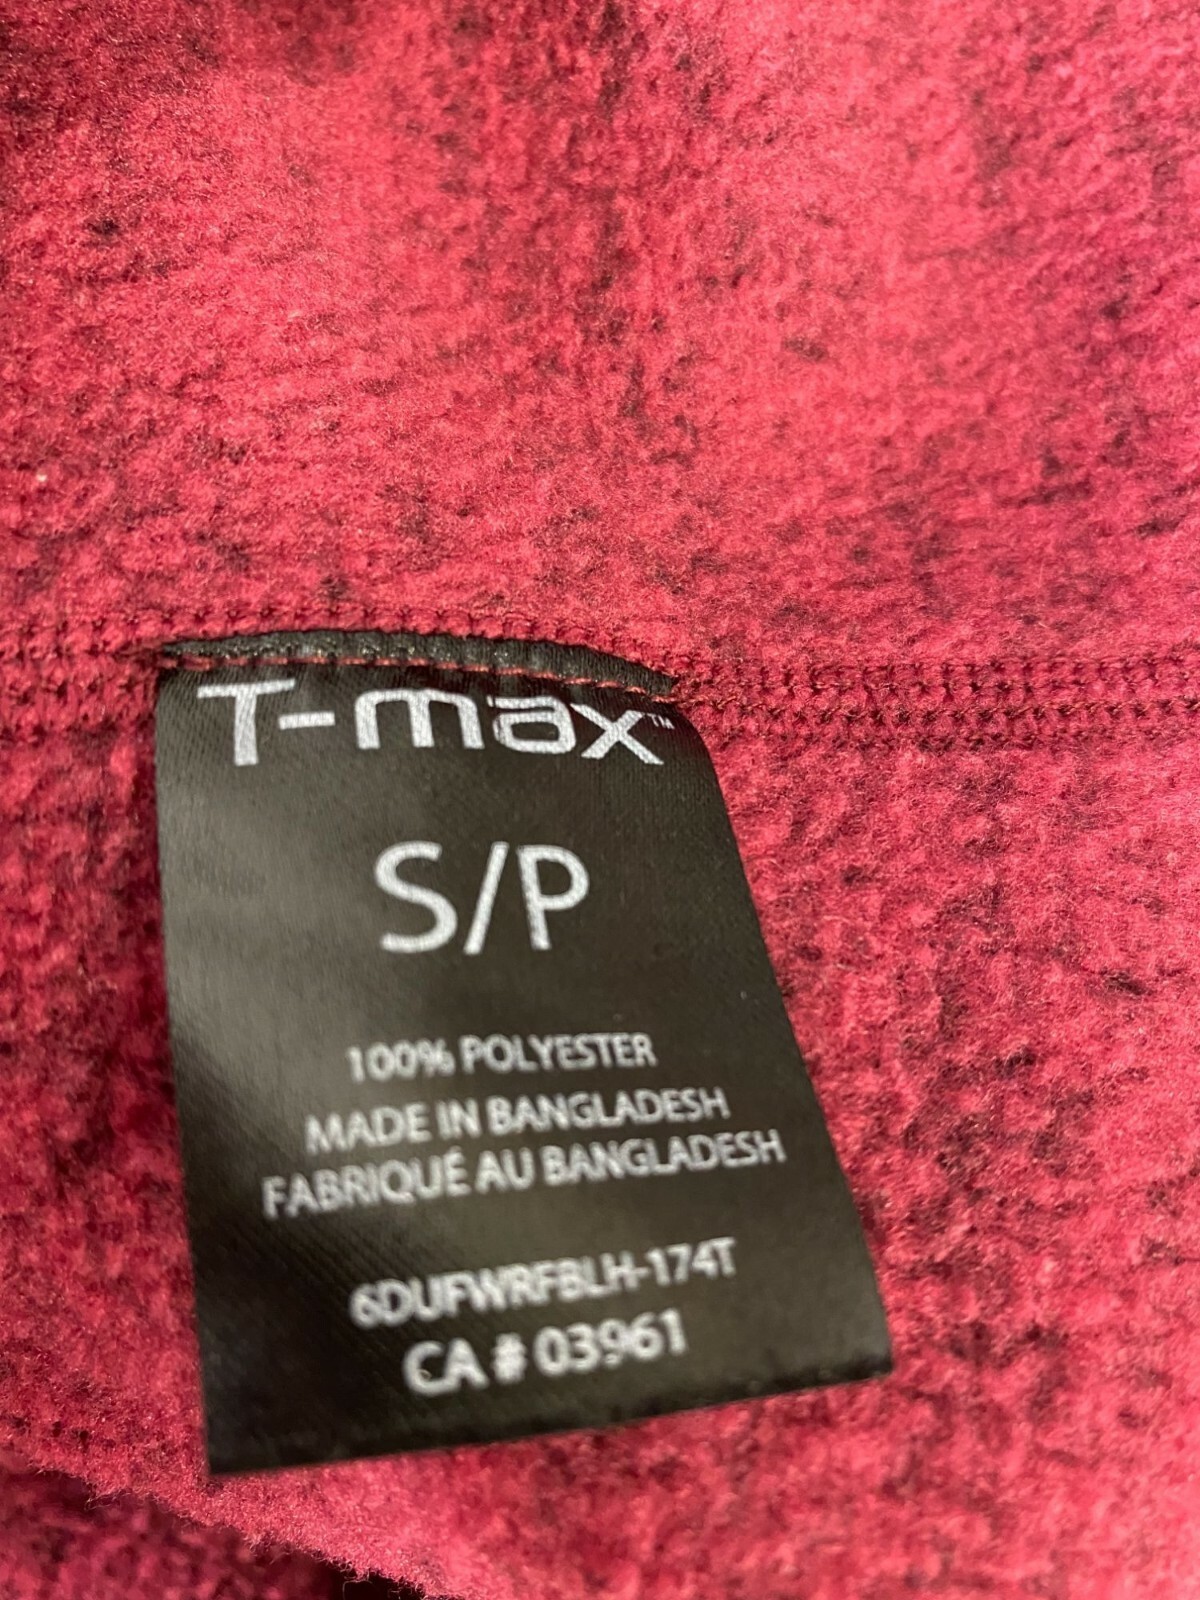 T-max™
S/P
100% POLYESTER
MADE IN BANGLADESH
FABRIQUÉ AU BANGLADESH
6DUFWRFBLH-174T
CA # 03961